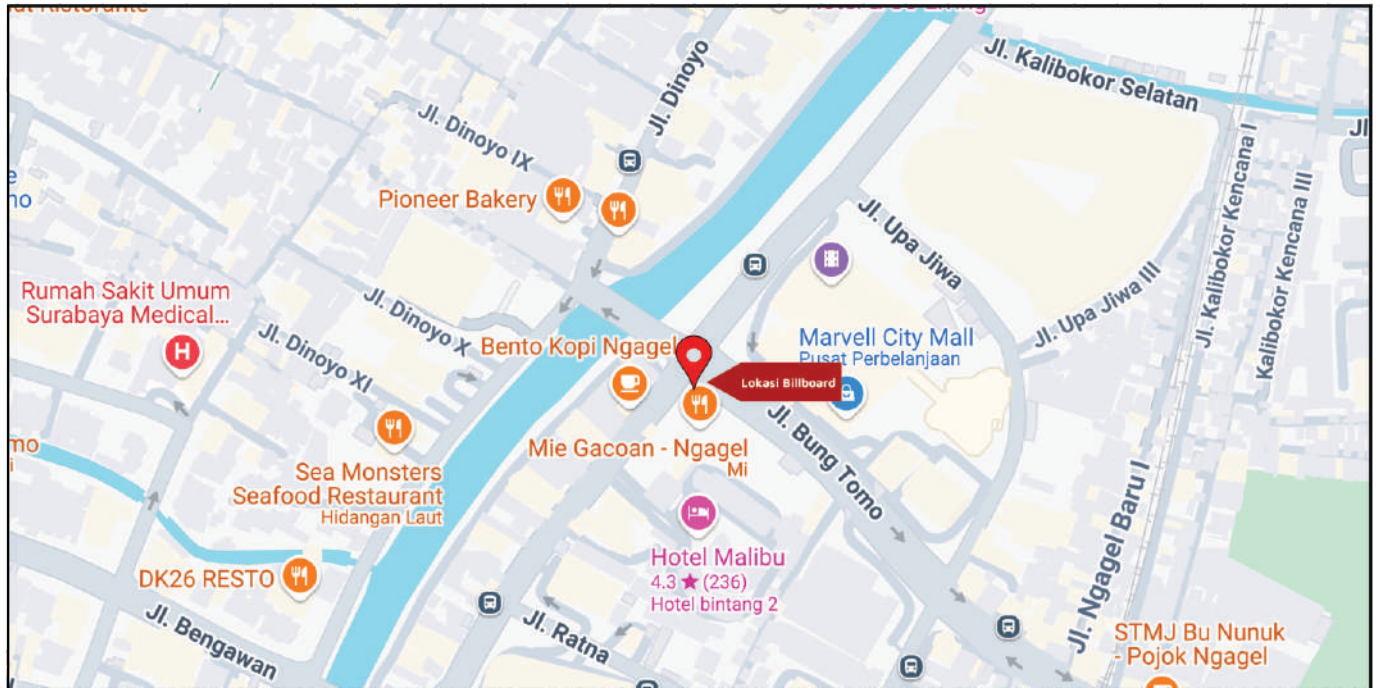 Jl. Dinoyo
Jl. Kalibokor Selatan
Jl. Dinoyo IX
Pioneer Bakery
Jl. Upa Jiwa
Jl. Kalibokor Kencana I
Kalibokor Kencana III
Rumah Sakit Umum
Surabaya Medical...
H
Jl. Dinoyo X
Jl. Dinoyo XI
Bento Kopi Ngagel
Marvell City Mall
Pusat Perbelanjaan
Jl. Upa Jiwa III
Lokasi Billboard
Mie Gacoan - Ngagel
Mi
Jl. Bung Tomo
Sea Monsters
Seafood Restaurant
Hidangan Laut
Hotel Malibu
4.3 ★ (236)
Hotel bintang 2
DK26 RESTO
Jl. Bengawan
Jl. Ratna
Jl. Ngagel Baru I
STMJ Bu Nunuk
- Pojok Ngagel